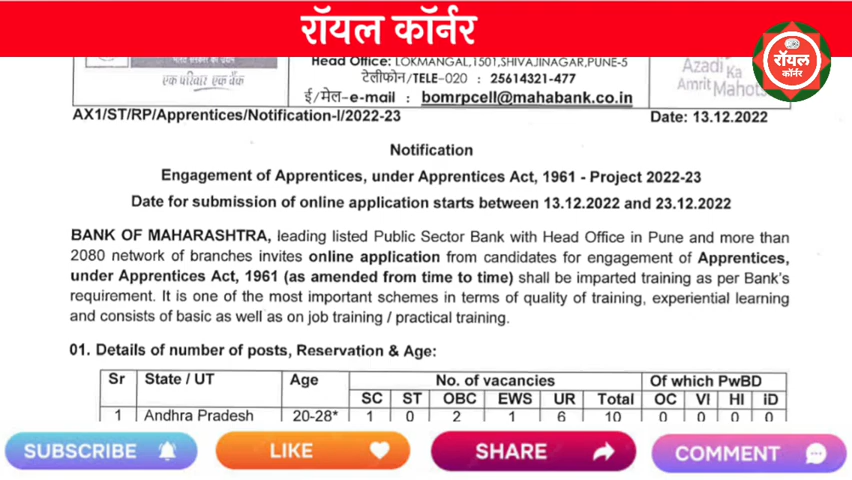 रॉयल कॉर्नर
रॉयल
कॉर्नर
एक परिवार एक बैंक
Head Office: LOKMANGAL,1501,SHIVAJINAGAR,PUNE-5
टेलीफोन/TELE-020 : 25614321-477
ई/मेल-e-mail : bomrpcell@mahabank.co.in
Azadi Ka
Amrit Mahots
AX1/ST/RP/Apprentices/Notification-I/2022-23 Date: 13.12.2022
Notification
Engagement of Apprentices, under Apprentices Act, 1961 - Project 2022-23
Date for submission of online application starts between 13.12.2022 and 23.12.2022
BANK OF MAHARASHTRA, leading listed Public Sector Bank with Head Office in Pune and more than
2080 network of branches invites online application from candidates for engagement of Apprentices,
under Apprentices Act, 1961 (as amended from time to time) shall be imparted training as per Bank's
requirement. It is one of the most important schemes in terms of quality of training, experiential learning
and consists of basic as well as on job training / practical training.
01. Details of number of posts, Reservation & Age:
Sr State / UT Age No. of vacancies Of which PwBD
SC ST OBC EWS UR Total OC VI HI iD
1 Andhra Pradesh 20-28* 1 0 2 1 6 10 0 0 0 0
SUBSCRIBE LIKE SHARE COMMENT